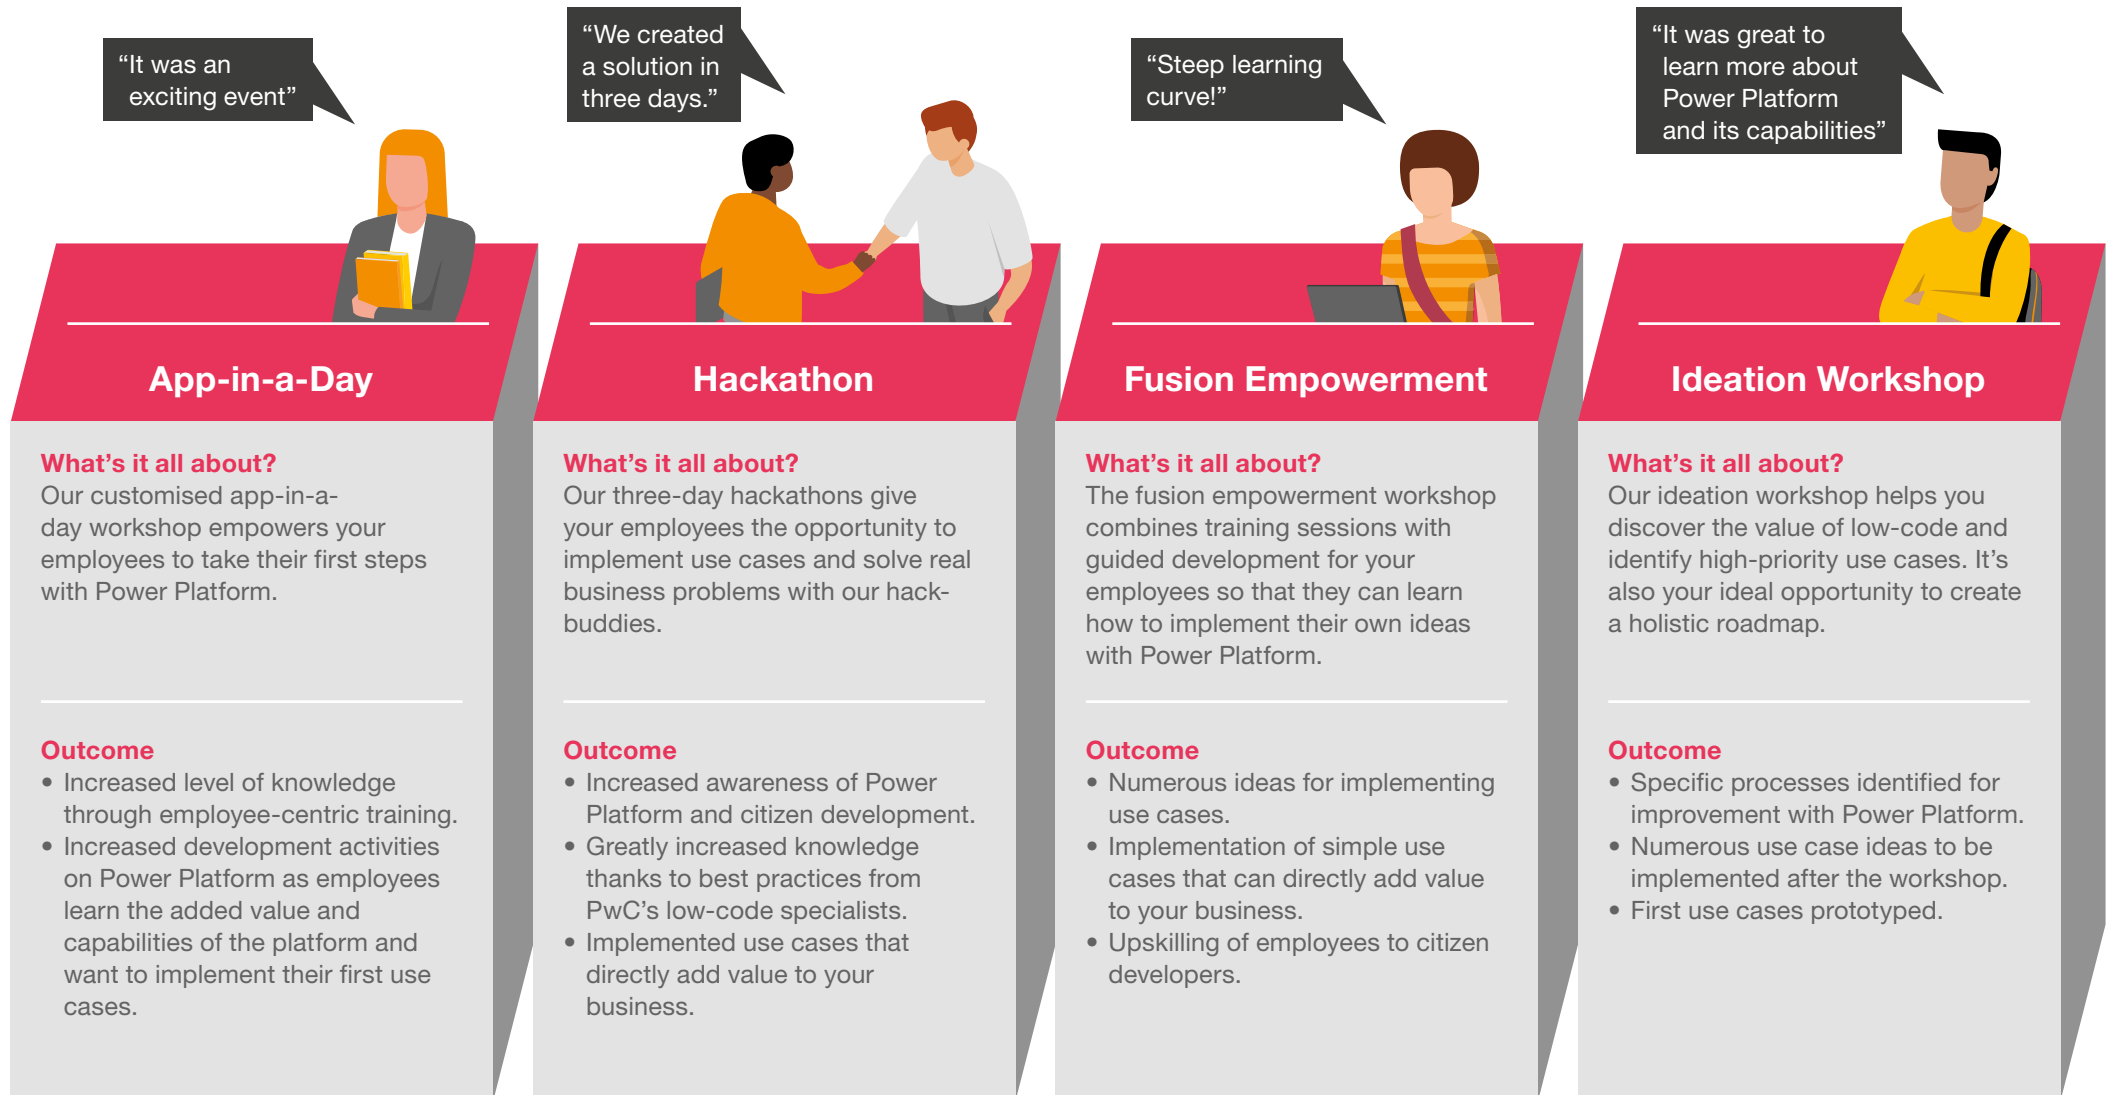 “It was an
exciting event”
“We created
a solution in
three days.”
“Steep learning
curve!”
“It was great to
learn more about
Power Platform
and its capabilities”
App-in-a-Day
What’s it all about?
Our customised app-in-a-
day workshop empowers your
employees to take their first steps
with Power Platform.
Outcome
• Increased level of knowledge
through employee-centric training.
• Increased development activities
on Power Platform as employees
learn the added value and
capabilities of the platform and
want to implement their first use
cases.
Hackathon
What’s it all about?
Our three-day hackathons give
your employees the opportunity to
implement use cases and solve real
business problems with our hack-
buddies.
Outcome
• Increased awareness of Power
Platform and citizen development.
• Greatly increased knowledge
thanks to best practices from
PwC’s low-code specialists.
• Implemented use cases that
directly add value to your
business.
Fusion Empowerment
What’s it all about?
The fusion empowerment workshop
combines training sessions with
guided development for your
employees so that they can learn
how to implement their own ideas
with Power Platform.
Outcome
• Numerous ideas for implementing
use cases.
• Implementation of simple use
cases that can directly add value
to your business.
• Upskilling of employees to citizen
developers.
Ideation Workshop
What’s it all about?
Our ideation workshop helps you
discover the value of low-code and
identify high-priority use cases. It’s
also your ideal opportunity to create
a holistic roadmap.
Outcome
• Specific processes identified for
improvement with Power Platform.
• Numerous use case ideas to be
implemented after the workshop.
• First use cases prototyped.